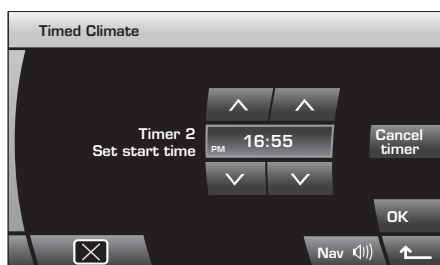 Timed Climate
Timer 2
Set start time
PM 16:55
Cancel
timer
OK
Nav